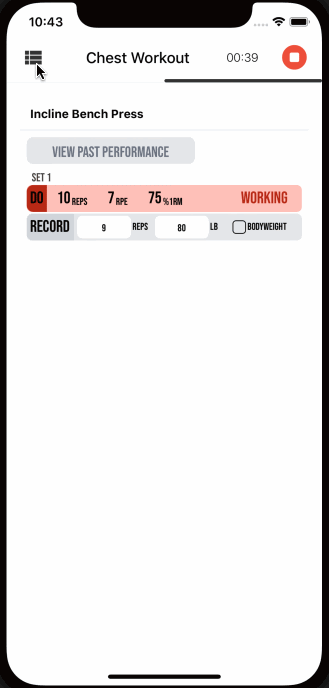 10:43
Chest Workout 00:39
Incline Bench Press
VIEW PAST PERFORMANCE
SET 1
DO 10 REPS 7 RPE 75 %1RM WORKING
RECORD 9 REPS 80 LB BODYWEIGHT